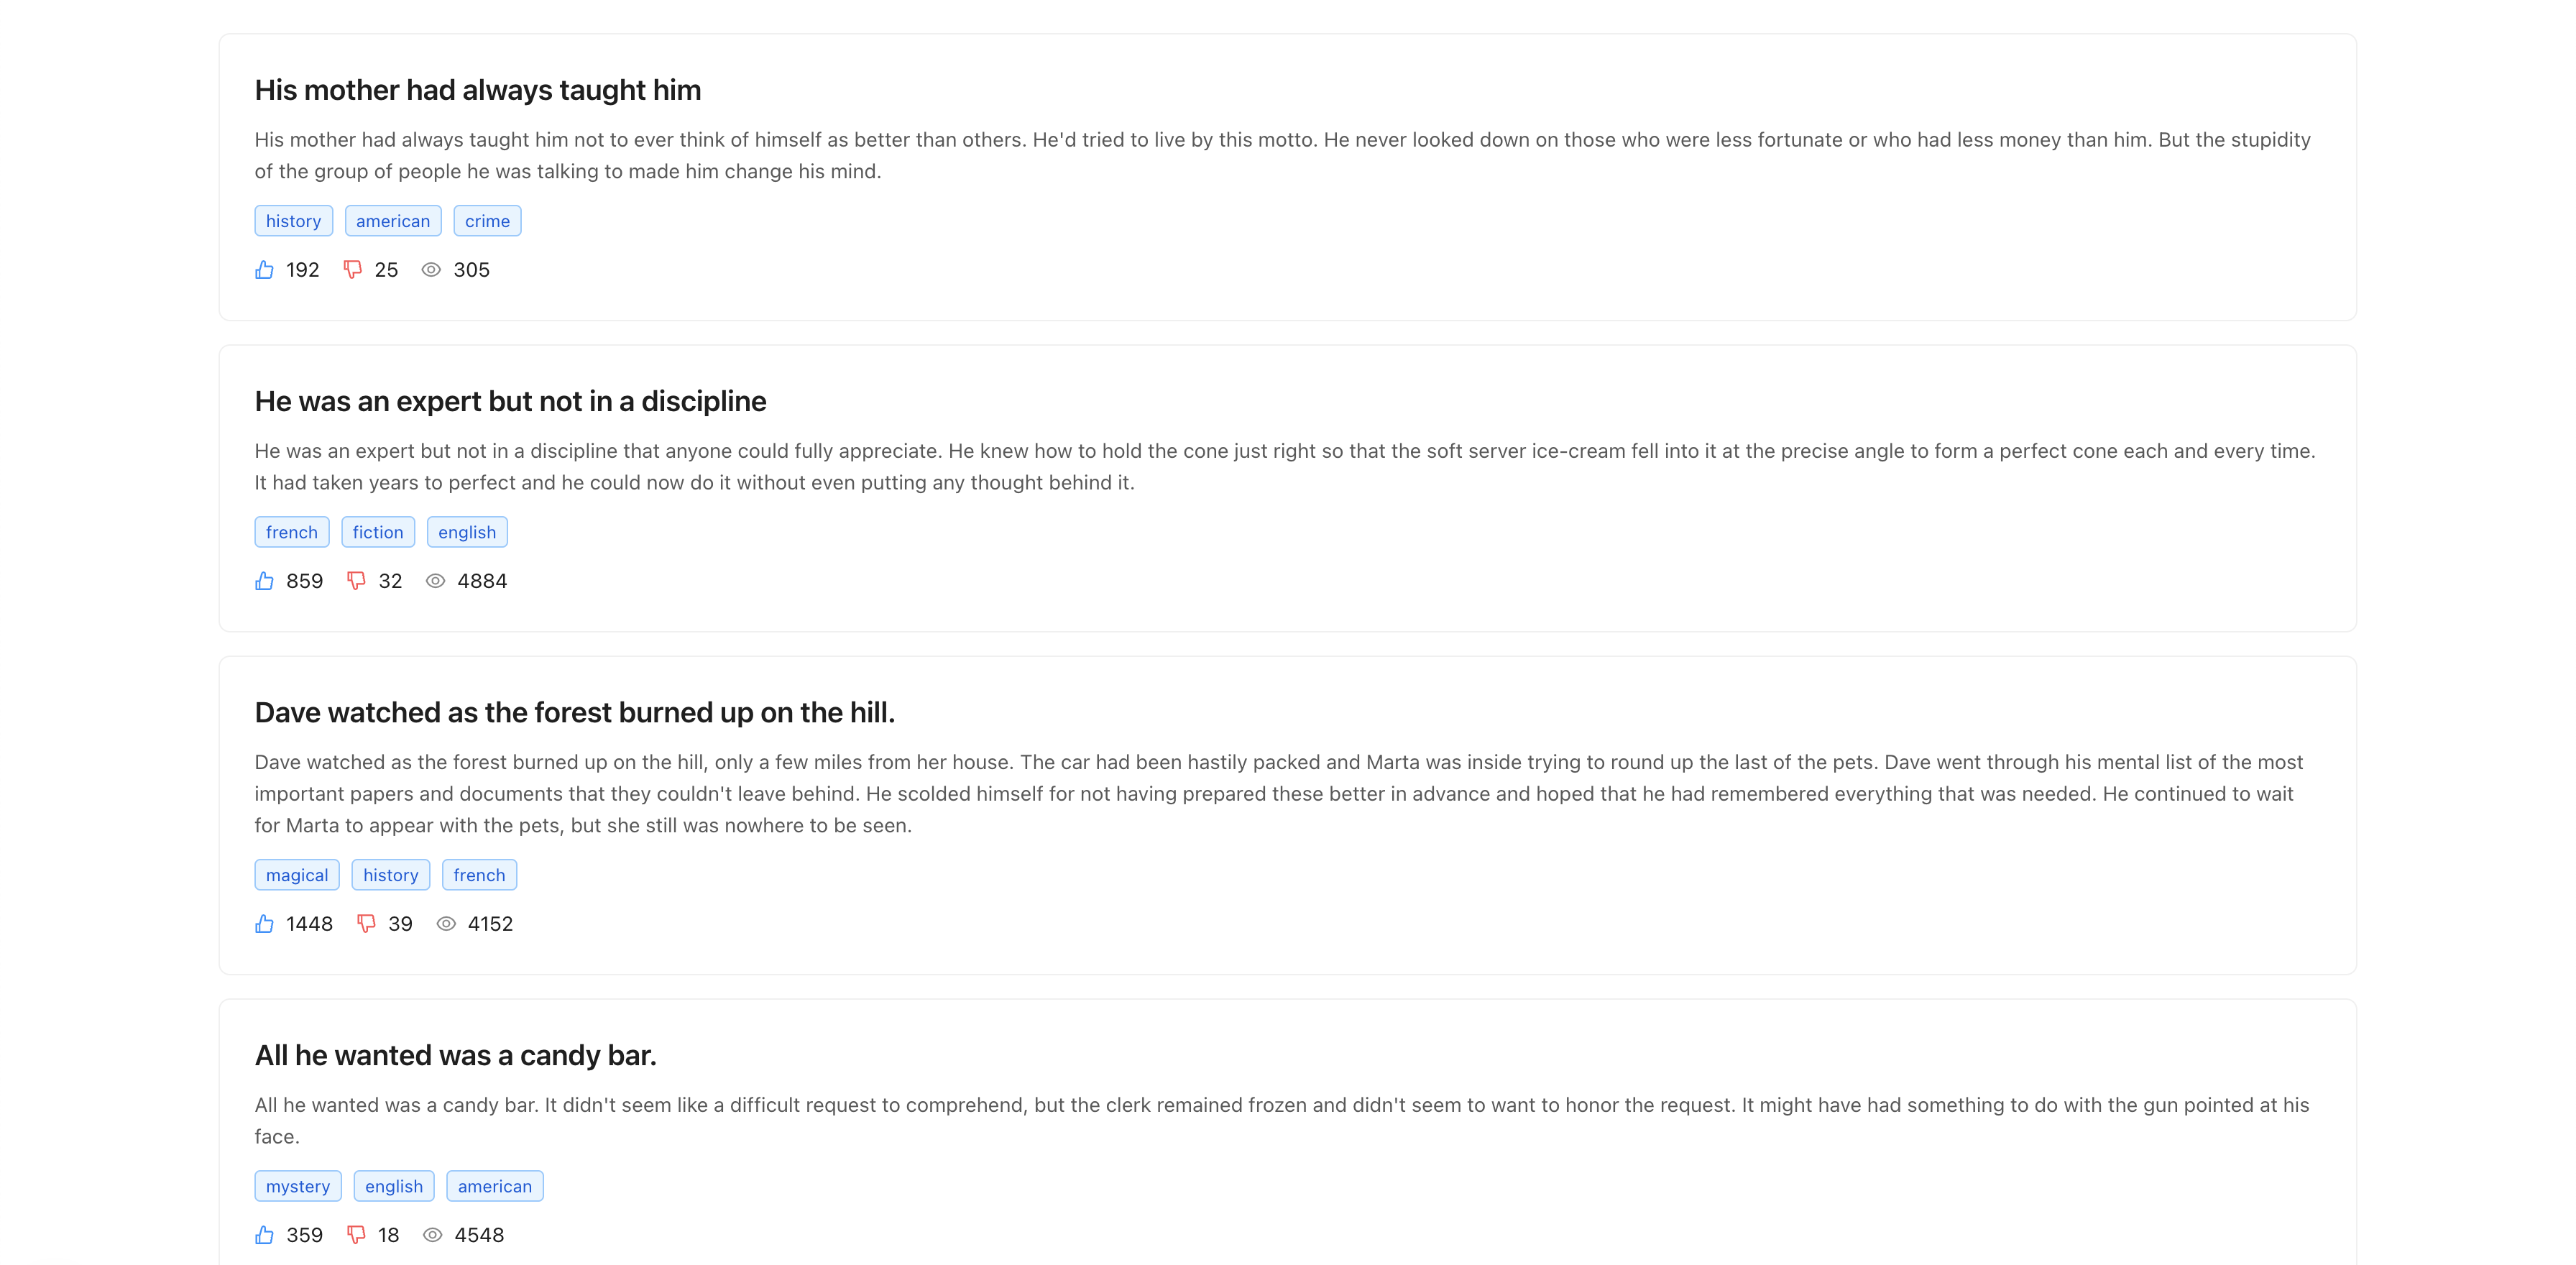 His mother had always taught him
His mother had always taught him not to ever think of himself as better than others. He'd tried to live by this motto. He never looked down on those who were less fortunate or who had less money than him. But the stupidity
of the group of people he was talking to made him change his mind.
history american crime
192 25 305
He was an expert but not in a discipline
He was an expert but not in a discipline that anyone could fully appreciate. He knew how to hold the cone just right so that the soft server ice-cream fell into it at the precise angle to form a perfect cone each and every time.
It had taken years to perfect and he could now do it without even putting any thought behind it.
french fiction english
859 32 4884
Dave watched as the forest burned up on the hill.
Dave watched as the forest burned up on the hill, only a few miles from her house. The car had been hastily packed and Marta was inside trying to round up the last of the pets. Dave went through his mental list of the most
important papers and documents that they couldn't leave behind. He scolded himself for not having prepared these better in advance and hoped that he had remembered everything that was needed. He continued to wait
for Marta to appear with the pets, but she still was nowhere to be seen.
magical history french
1448 39 4152
All he wanted was a candy bar.
All he wanted was a candy bar. It didn't seem like a difficult request to comprehend, but the clerk remained frozen and didn't seem to want to honor the request. It might have had something to do with the gun pointed at his
face.
mystery english american
359 18 4548